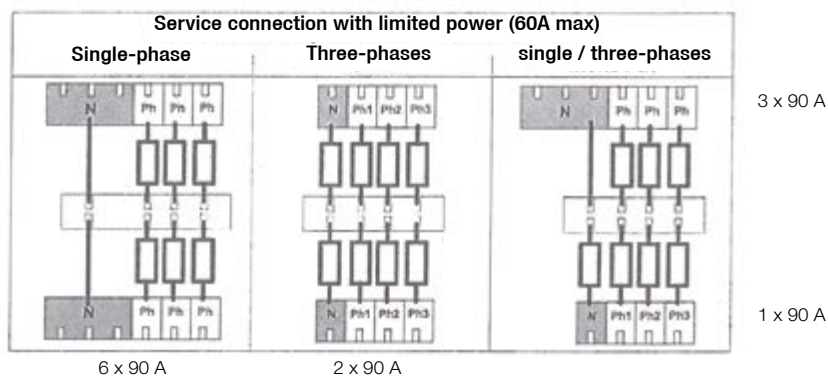 Service connection with limited power (60A max)
Single-phase Three-phases single / three-phases
N Ph Ph Ph N Ph1 Ph2 Ph3 N Ph Ph Ph
3 x 90 A
N Ph Ph Ph N Ph1 Ph2 Ph3 N Ph1 Ph2 Ph3
1 x 90 A
6 x 90 A 2 x 90 A